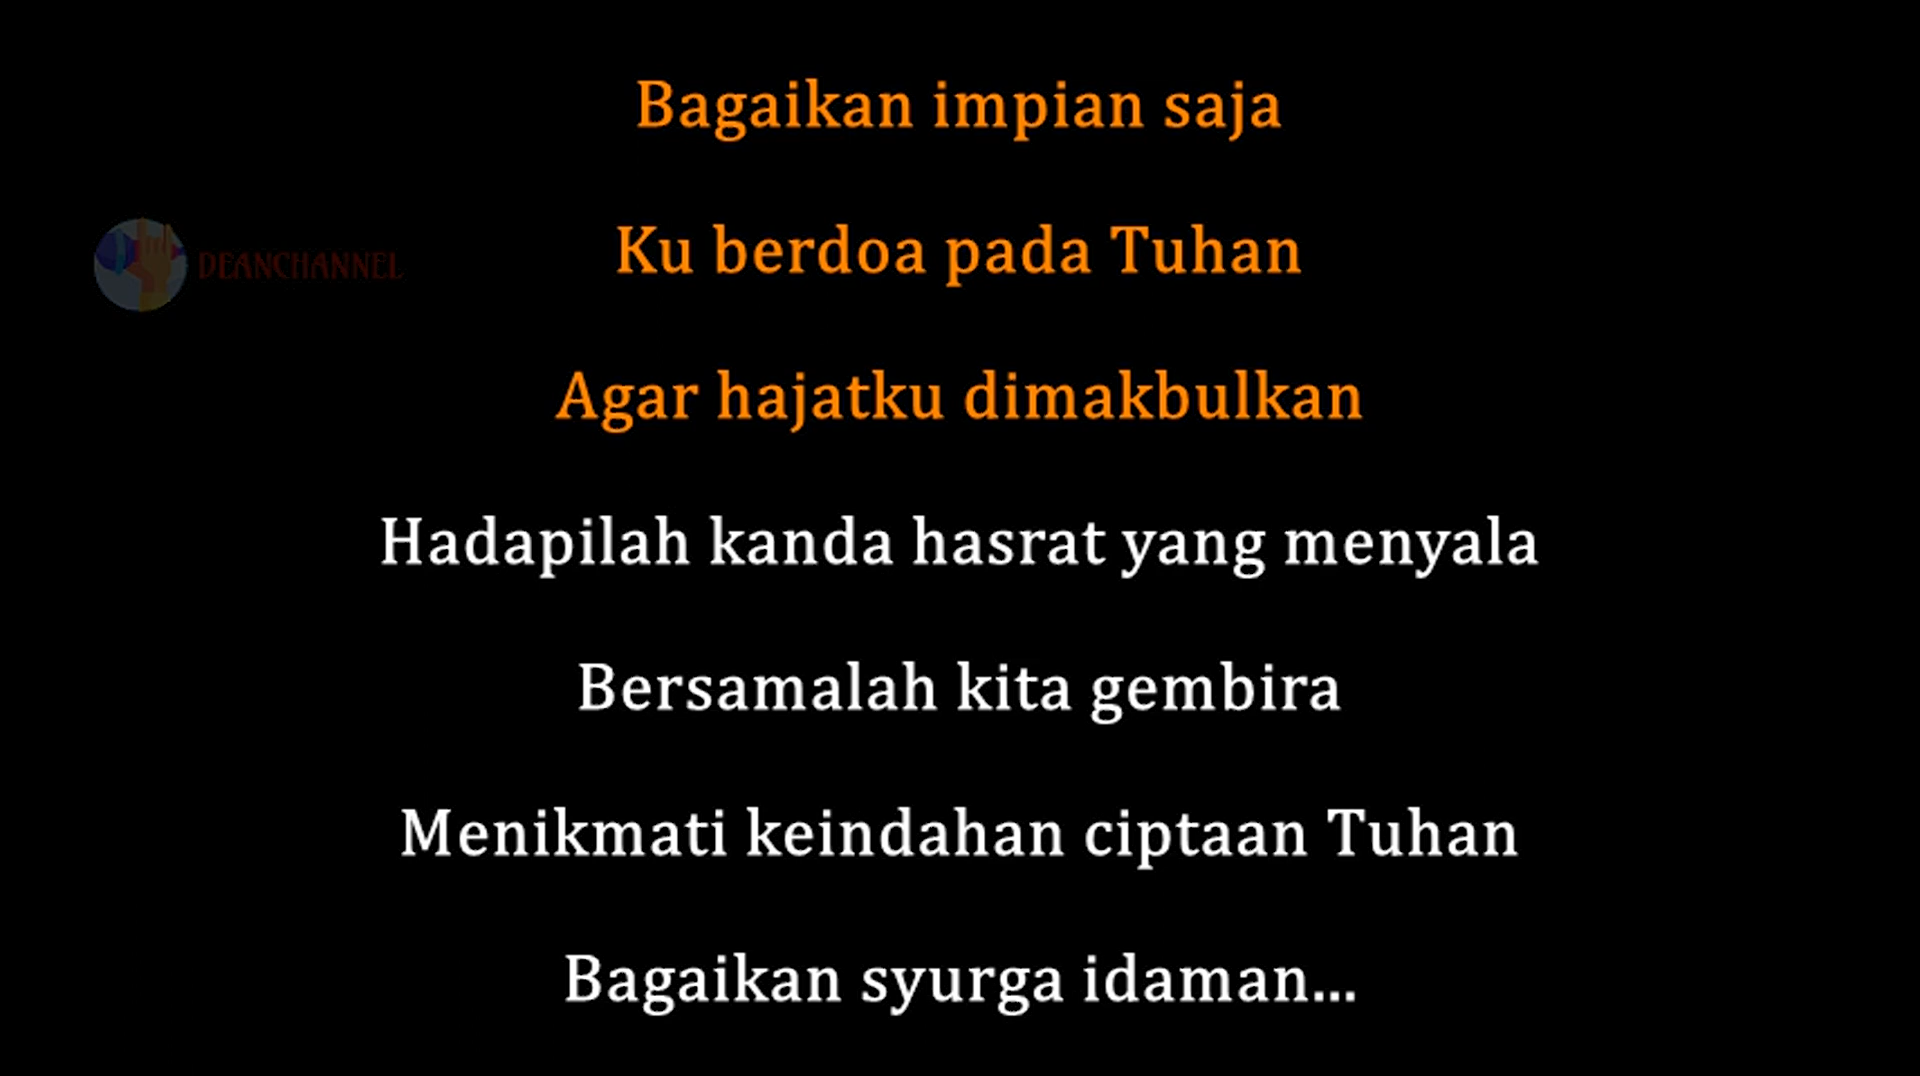 Bagaikan impian saja
DEANCHANNEL
Ku berdoa pada Tuhan
Agar hajatku dimakbulkan
Hadapilah kanda hasrat yang menyala
Bersamalah kita gembira
Menikmati keindahan ciptaan Tuhan
Bagaikan syurga idaman...